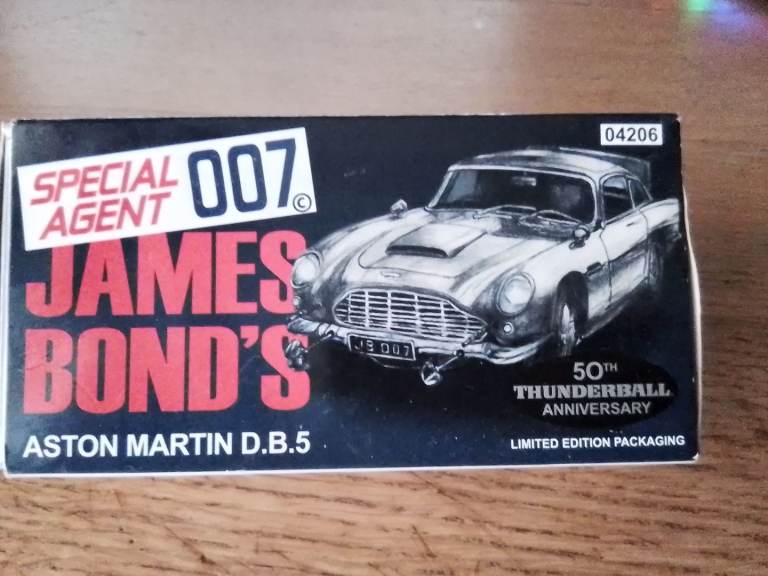 04206
SPECIAL
AGENT
007©
JAMES
BOND'S
JB 007
50TH
THUNDERBALL
ANNIVERSARY
ASTON MARTIN D.B.5
LIMITED EDITION PACKAGING